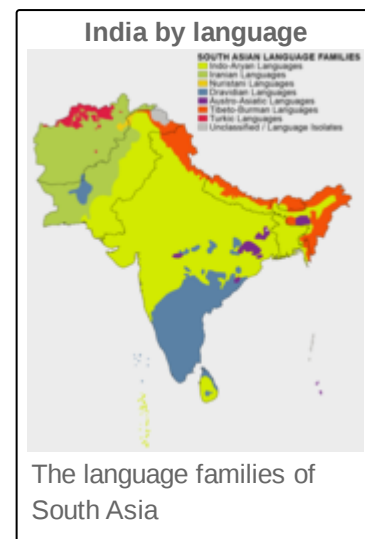 India by language
SOUTH ASIAN LANGUAGE FAMILIES
Indo-Aryan Languages
Iranian Languages
Nuristani Languages
Dravidian Languages
Austro-Asiatic Languages
Tibeto-Burman Languages
Turkic Languages
Unclassified / Language Isolates
The language families of
South Asia